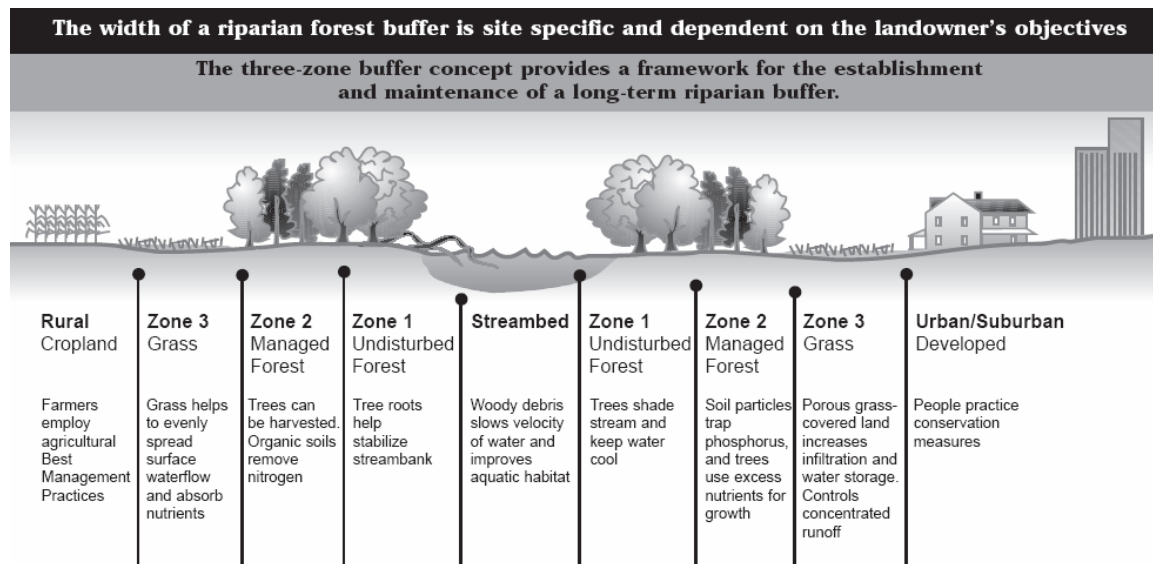 The width of a riparian forest buffer is site specific and dependent on the landowner's objectives
The three-zone buffer concept provides a framework for the establishment
and maintenance of a long-term riparian buffer.
Rural
Cropland
Farmers
employ
agricultural
Best
Management
Practices
Zone 3
Grass
Grass helps
to evenly
spread
surface
waterflow
and absorb
nutrients
Zone 2
Managed
Forest
Trees can
be harvested.
Organic soils
remove
nitrogen
Zone 1
Undisturbed
Forest
Tree roots
help
stabilize
streambank
Streambed
Woody debris
slows velocity
of water and
improves
aquatic habitat
Zone 1
Undisturbed
Forest
Trees shade
stream and
keep water
cool
Zone 2
Managed
Forest
Soil particles
trap
phosphorus,
and trees
use excess
nutrients for
growth
Zone 3
Grass
Porous grass-
covered land
increases
infiltration and
water storage.
Controls
concentrated
runoff
Urban/Suburban
Developed
People practice
conservation
measures